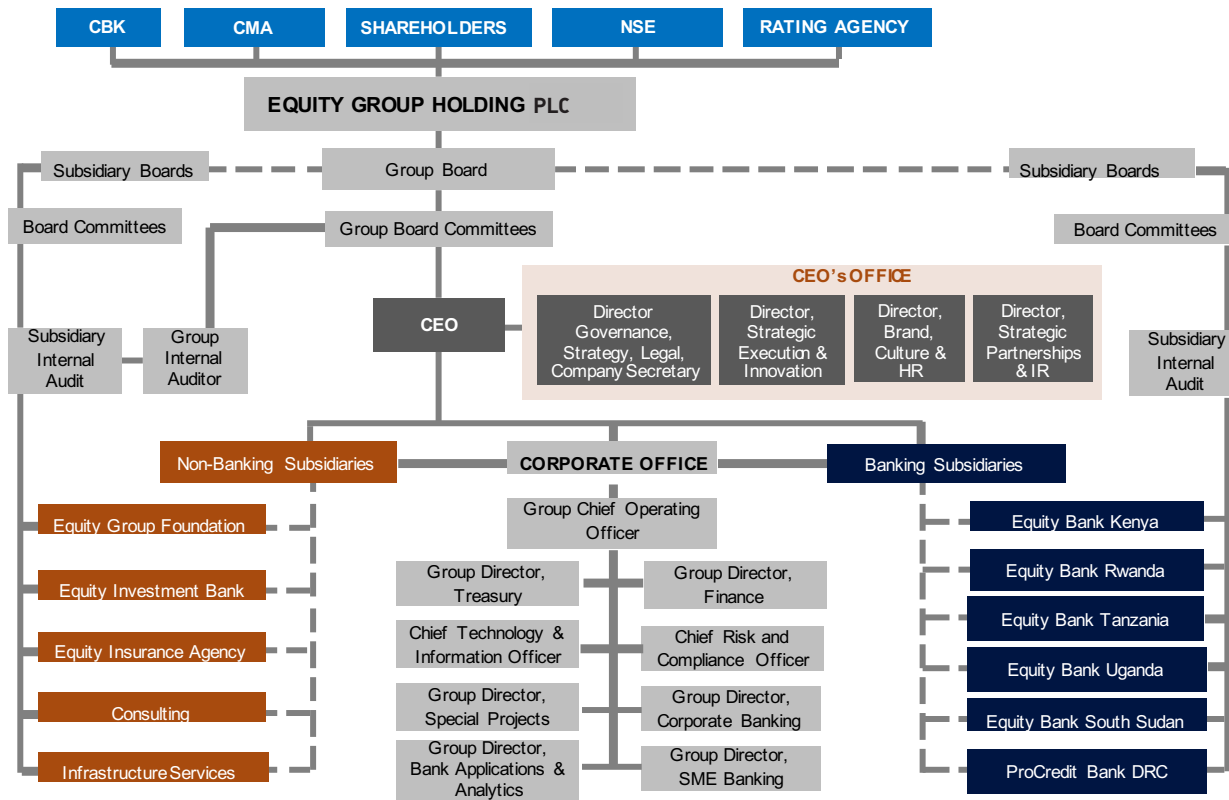 CBK
CMA
SHAREHOLDERS
NSE
RATING AGENCY
EQUITY GROUP HOLDING PLC
Subsidiary Boards
Group Board
Subsidiary Boards
Board Committees
Group Board Committees
Board Committees
CEO's OFFICE
CEO
Director
Governance,
Strategy, Legal,
Company Secretary
Director,
Strategic
Execution &
Innovation
Director,
Brand,
Culture &
HR
Director,
Strategic
Partnerships
& IR
Subsidiary
Internal
Audit
Group
Internal
Auditor
Subsidiary
Internal
Audit
Non-Banking Subsidiaries
CORPORATE OFFICE
Banking Subsidiaries
Equity Group Foundation
Equity Investment Bank
Equity Insurance Agency
Consulting
Infrastructure Services
Group Chief Operating
Officer
Group Director,
Treasury
Group Director,
Finance
Chief Technology &
Information Officer
Chief Risk and
Compliance Officer
Group Director,
Special Projects
Group Director,
Corporate Banking
Group Director,
Bank Applications &
Analytics
Group Director,
SME Banking
Equity Bank Kenya
Equity Bank Rwanda
Equity Bank Tanzania
Equity Bank Uganda
Equity Bank South Sudan
ProCredit Bank DRC